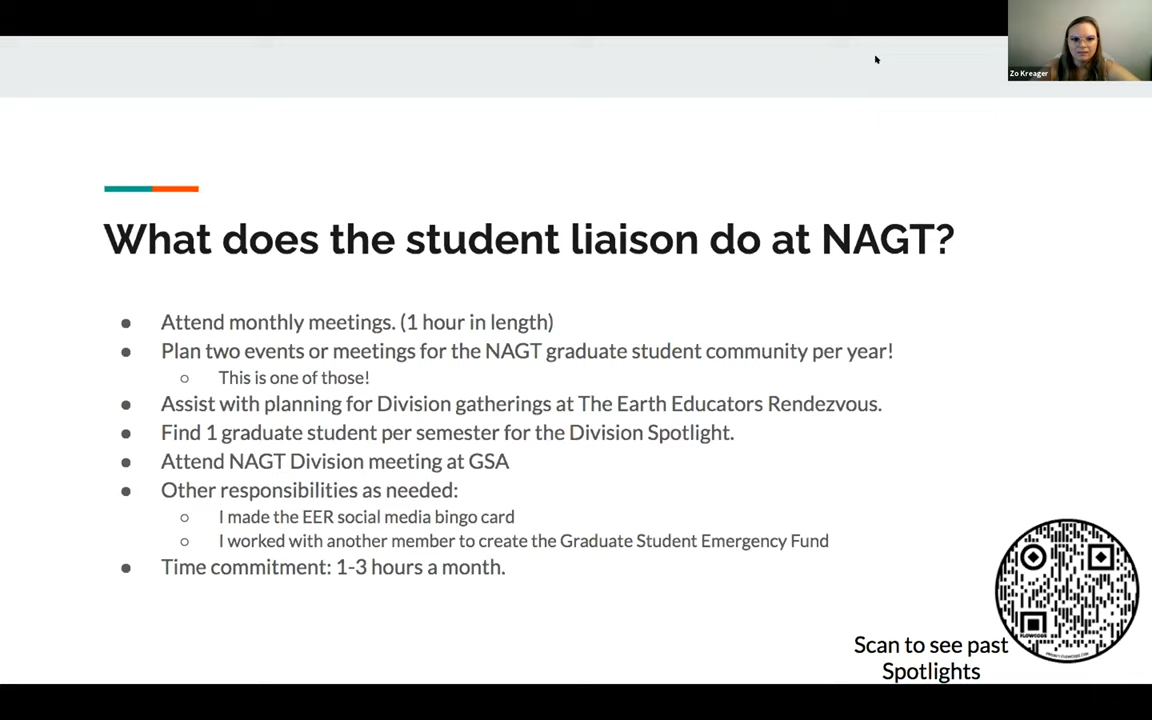 Zo Kreager
What does the student liaison do at NAGT?
● Attend monthly meetings. (1 hour in length)
● Plan two events or meetings for the NAGT graduate student community per year!
○ This is one of those!
● Assist with planning for Division gatherings at The Earth Educators Rendezvous.
● Find 1 graduate student per semester for the Division Spotlight.
● Attend NAGT Division meeting at GSA
● Other responsibilities as needed:
○ I made the EER social media bingo card
○ I worked with another member to create the Graduate Student Emergency Fund
● Time commitment: 1-3 hours a month.
FLOWCODE
Scan to see past
Spotlights